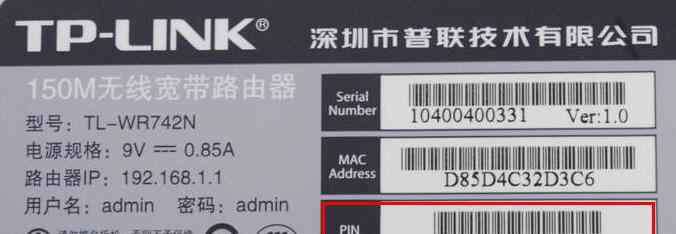 TP-LINK® 深圳市普联技术有限公司
150M无线宽带路由器
型号：TL-WR742N
电源规格：9V ⎓ 0.85A
路由器IP：192.168.1.1
用户名：admin 密码：admin
Serial Number
10400400331 Ver:1.0
MAC Address
D85D4C32D3C6
PIN